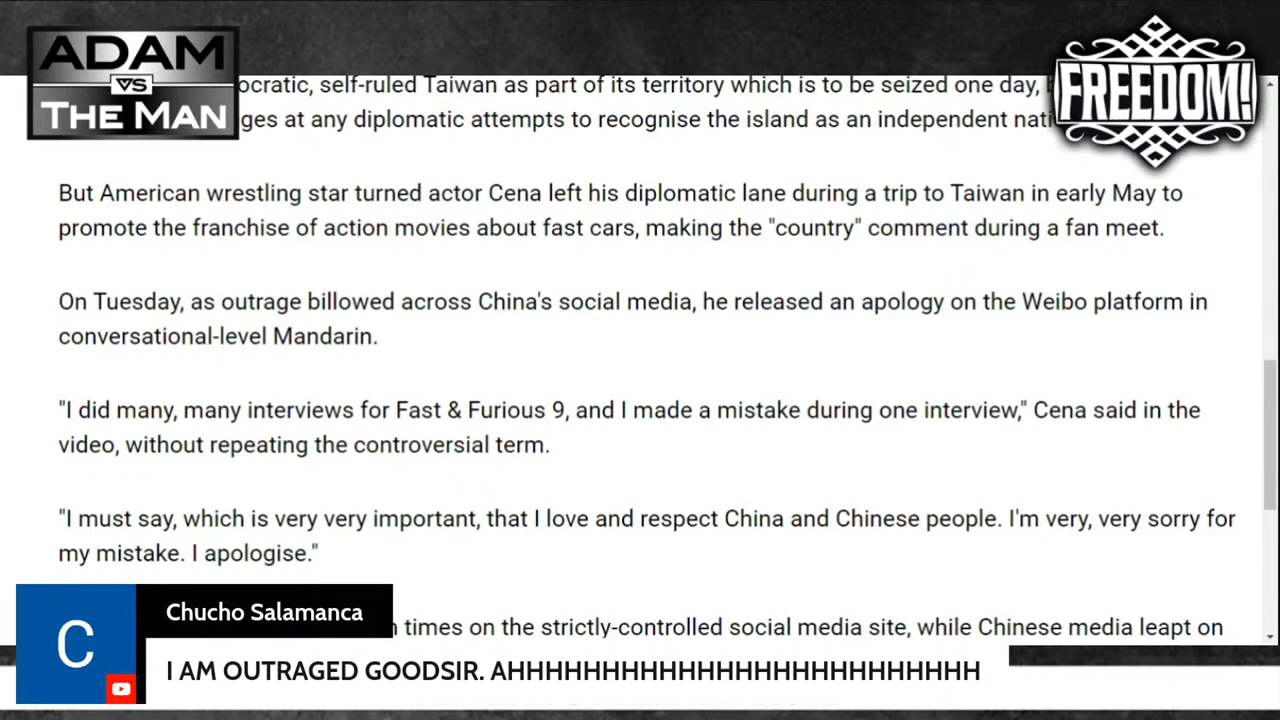 ADAM
VS
THE MAN
FREEDOM!
ocratic, self-ruled Taiwan as part of its territory which is to be seized one day,
ges at any diplomatic attempts to recognise the island as an independent nati
But American wrestling star turned actor Cena left his diplomatic lane during a trip to Taiwan in early May to
promote the franchise of action movies about fast cars, making the "country" comment during a fan meet.
On Tuesday, as outrage billowed across China's social media, he released an apology on the Weibo platform in
conversational-level Mandarin.
"I did many, many interviews for Fast & Furious 9, and I made a mistake during one interview," Cena said in the
video, without repeating the controversial term.
"I must say, which is very very important, that I love and respect China and Chinese people. I'm very, very sorry for
my mistake. I apologise."
times on the strictly-controlled social media site, while Chinese media leapt on
C
Chucho Salamanca
I AM OUTRAGED GOODSIR. AHHHHHHHHHHHHHHHHHHHHHHHHHH